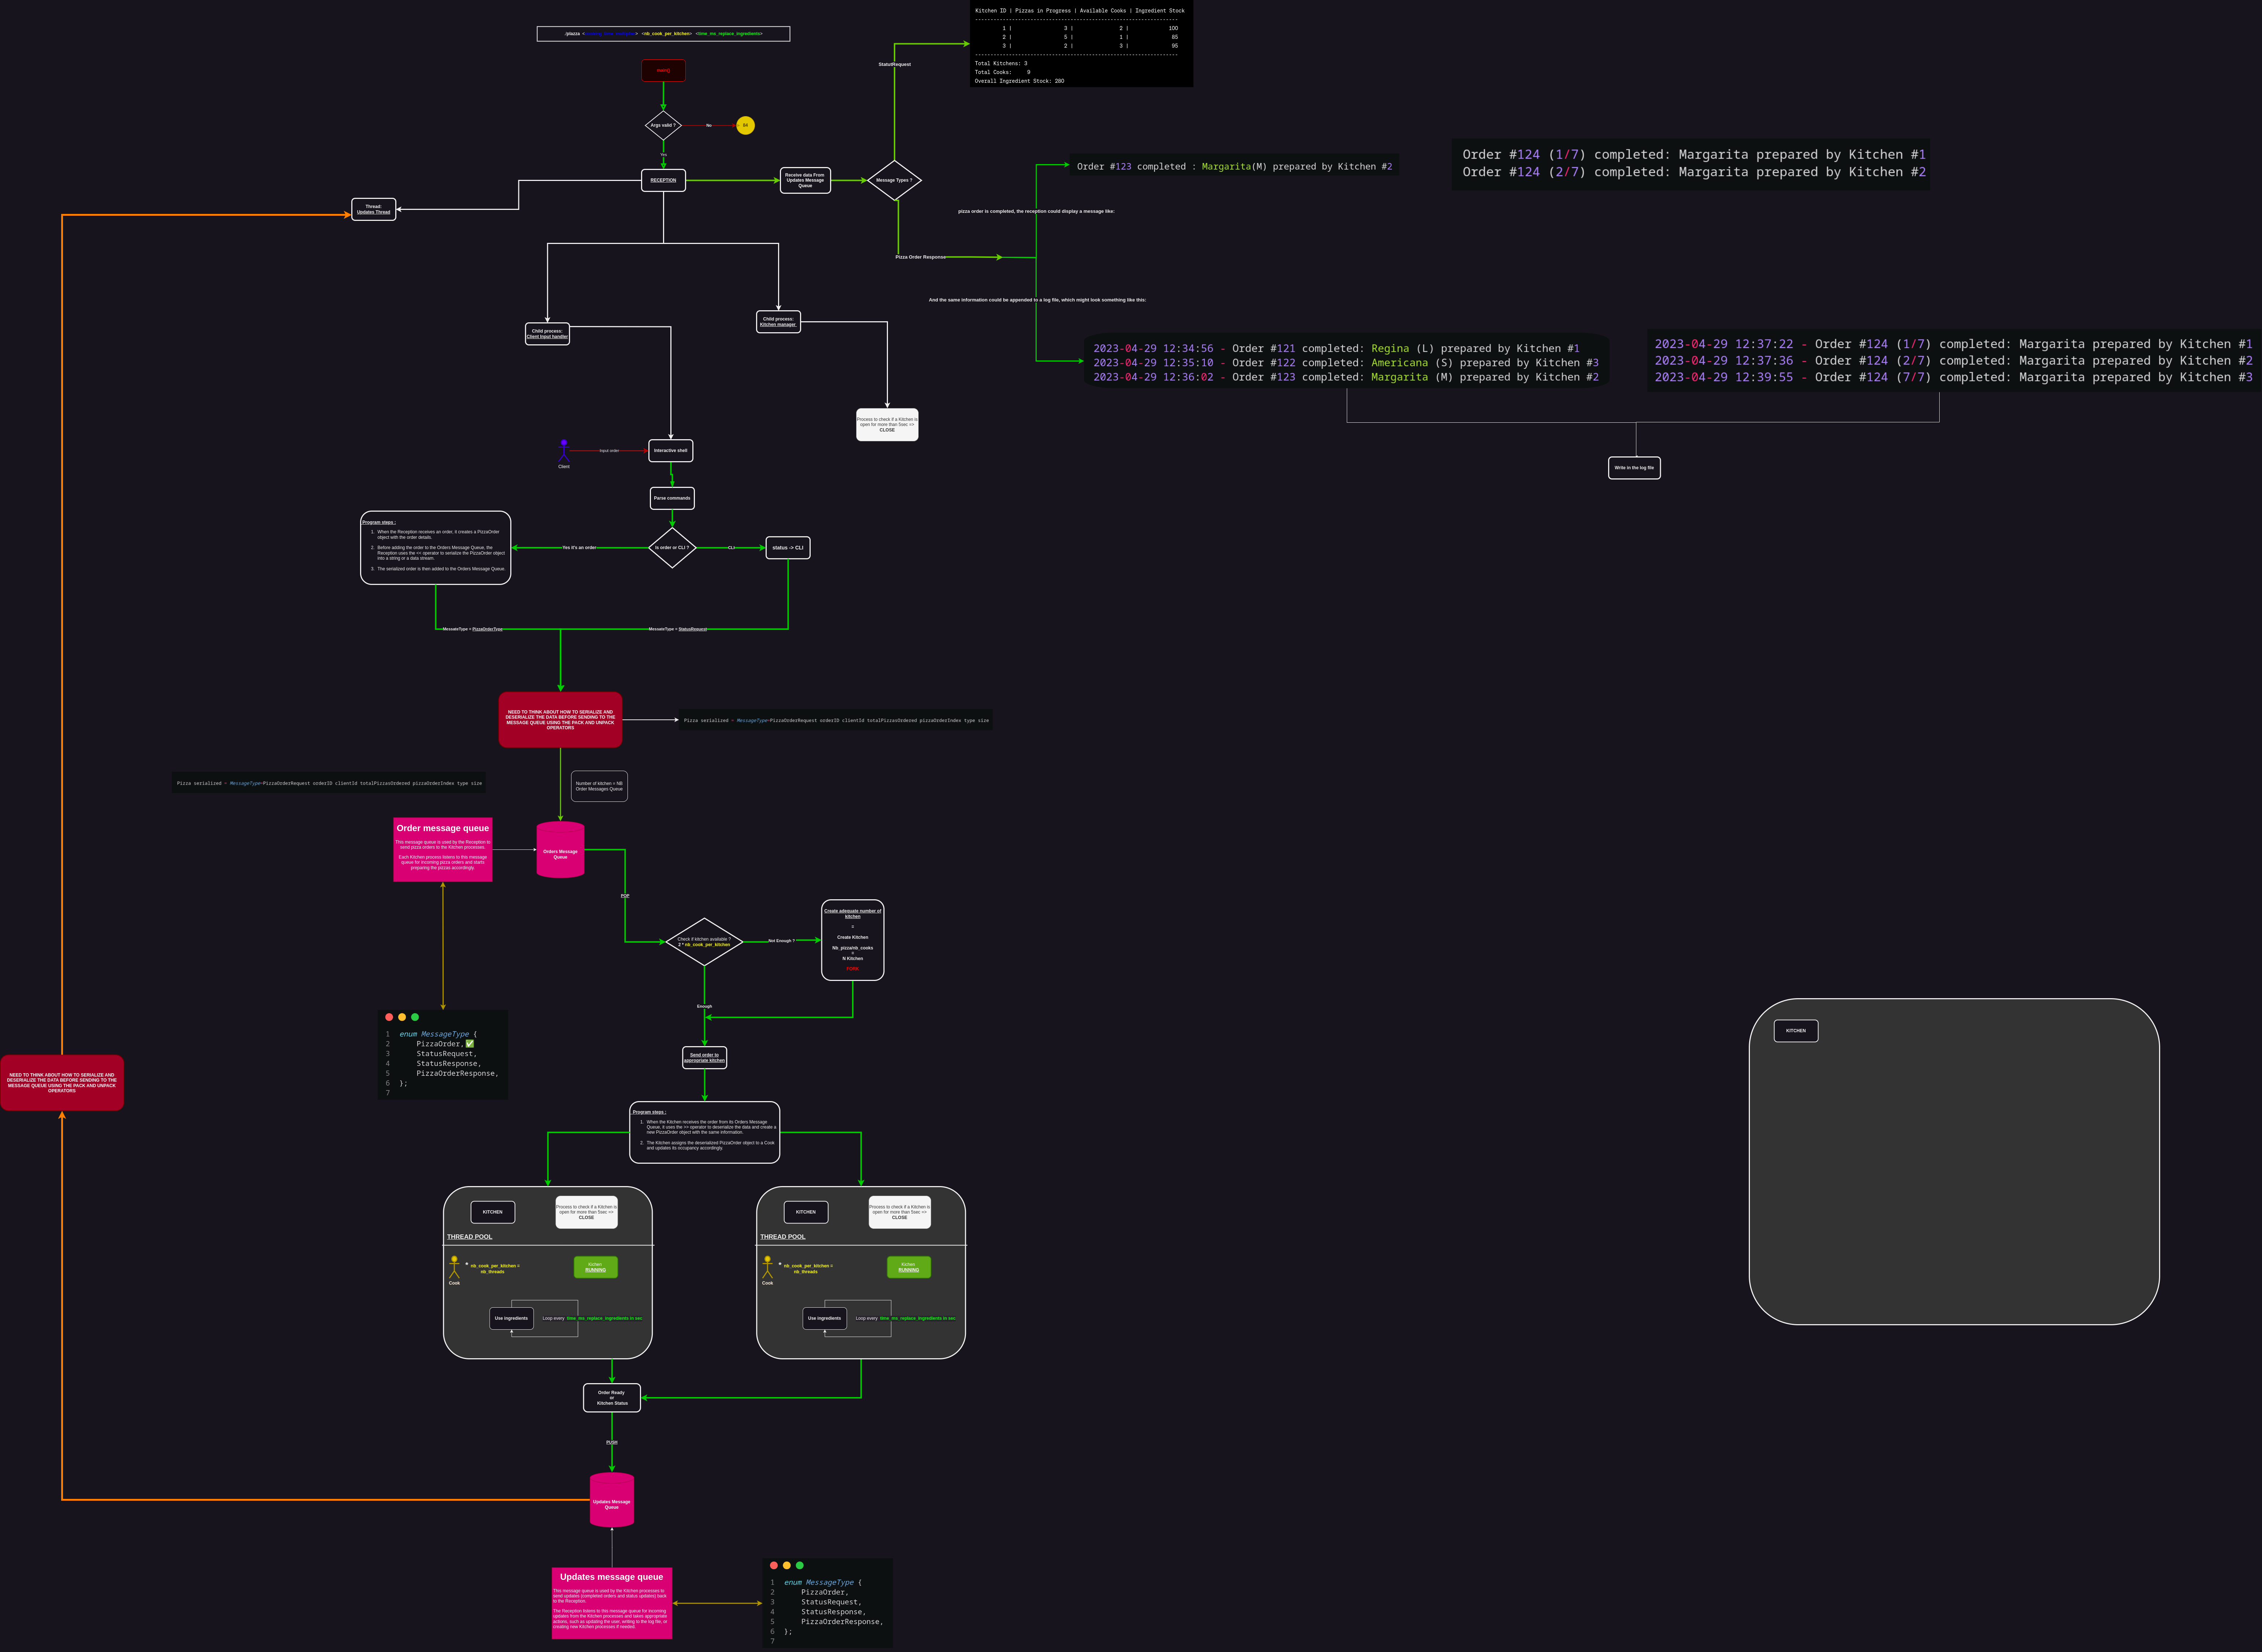 ./plazza < > <nb_cook_per_kitchen> <time_ms_replace_ingredients>
Kitchen ID | Pizzas in Progress | Available Cooks | Ingredient Stock
-----------------------------------------------------------------
1 | 3 | 2 | 100
2 | 5 | 1 | 85
3 | 2 | 3 | 95
-----------------------------------------------------------------
Total Kitchens: 3
Total Cooks: 9
Overall Ingredient Stock: 280
main()
Args valid ?
No
84
Yes
StatutRequest
RECEPTION
Receive data From
Updates Message
Queue
Message Types ?
Thread:
Updates Thread
Order #123 completed : Margarita(M) prepared by Kitchen #2
Order #124 (1/7) completed: Margarita prepared by Kitchen #1
Order #124 (2/7) completed: Margarita prepared by Kitchen #2
pizza order is completed, the reception could display a message like:
Pizza Order Response
And the same information could be appended to a log file, which might look something like this:
Child process:
Client Input handler
Child process:
Kitchen manager
2023-04-29 12:34:56 - Order #121 completed: Regina (L) prepared by Kitchen #1
2023-04-29 12:35:10 - Order #122 completed: Americana (S) prepared by Kitchen #3
2023-04-29 12:36:02 - Order #123 completed: Margarita (M) prepared by Kitchen #2
2023-04-29 12:37:22 - Order #124 (1/7) completed: Margarita prepared by Kitchen #1
2023-04-29 12:37:36 - Order #124 (2/7) completed: Margarita prepared by Kitchen #2
2023-04-29 12:39:55 - Order #124 (7/7) completed: Margarita prepared by Kitchen #3
Process to check if a Kitchen is
open for more than 5sec =>
CLOSE
Client
Input order
Interactive shell
Write in the log file
Parse commands
Program steps :
1. When the Reception receives an order, it creates a PizzaOrder
object with the order details.
2. Before adding the order to the Orders Message Queue, the
Reception uses the << operator to serialize the PizzaOrder object
into a string or a data stream.
3. The serialized order is then added to the Orders Message Queue.
Yes it's an order
Is order or CLI ?
CLI
status -> CLI
MessateType = PizzaOrderType
MessateType = StatusRequest
NEED TO THINK ABOUT HOW TO SERIALIZE AND
DESERIALIZE THE DATA BEFORE SENDING TO THE
MESSAGE QUEUE USING THE PACK AND UNPACK
OPERATORS
Pizza serialized = MessageType=PizzaOrderRequest orderID clientId totalPizzasOrdered pizzaOrderIndex type size
Pizza serialized = MessageType=PizzaOrderRequest orderID clientId totalPizzasOrdered pizzaOrderIndex type size
Number of kitchen = NB
Order Messages Queue
Order message queue
This message queue is used by the Reception to
send pizza orders to the Kitchen processes.
Each Kitchen process listens to this message
queue for incoming pizza orders and starts
preparing the pizzas accordingly.
Orders Message
Queue
POP
Check if kitchen available ?
2 * nb_cook_per_kitchen
Not Enough ?
Create adequate number of
kitchen
=
Create Kitchen
Nb_pizza/nb_cooks
=
N Kitchen
FORK
Enough
1 enum MessageType {
2 PizzaOrder,✅
3 StatusRequest,
4 StatusResponse,
5 PizzaOrderResponse,
6 };
7
Send order to
appropriate kitchen
KITCHEN
NEED TO THINK ABOUT HOW TO SERIALIZE AND
DESERIALIZE THE DATA BEFORE SENDING TO THE
MESSAGE QUEUE USING THE PACK AND UNPACK
OPERATORS
Program steps :
1. When the Kitchen receives the order from its Orders Message
Queue, it uses the >> operator to deserialize the data and create a
new PizzaOrder object with the same information.
2. The Kitchen assigns the deserialized PizzaOrder object to a Cook
and updates its occupancy accordingly.
KITCHEN
Process to check if a Kitchen is
open for more than 5sec =>
CLOSE
THREAD POOL
Cook
* nb_cook_per_kitchen =
nb_threads
Kichen
RUNNING
Use ingredients
Loop every time_ms_replace_ingredients in sec
KITCHEN
Process to check if a Kitchen is
open for more than 5sec =>
CLOSE
THREAD POOL
Cook
* nb_cook_per_kitchen =
nb_threads
Kichen
RUNNING
Use ingredients
Loop every time_ms_replace_ingredients in sec
Order Ready
or
Kitchen Status
PUSH
Updates Message
Queue
Updates message queue
This message queue is used by the Kitchen processes to
send updates (completed orders and status updates) back
to the Reception.
The Reception listens to this message queue for incoming
updates from the Kitchen processes and takes appropriate
actions, such as updating the user, writing to the log file, or
creating new Kitchen processes if needed.
1 enum MessageType {
2 PizzaOrder,
3 StatusRequest,
4 StatusResponse,
5 PizzaOrderResponse,
6 };
7